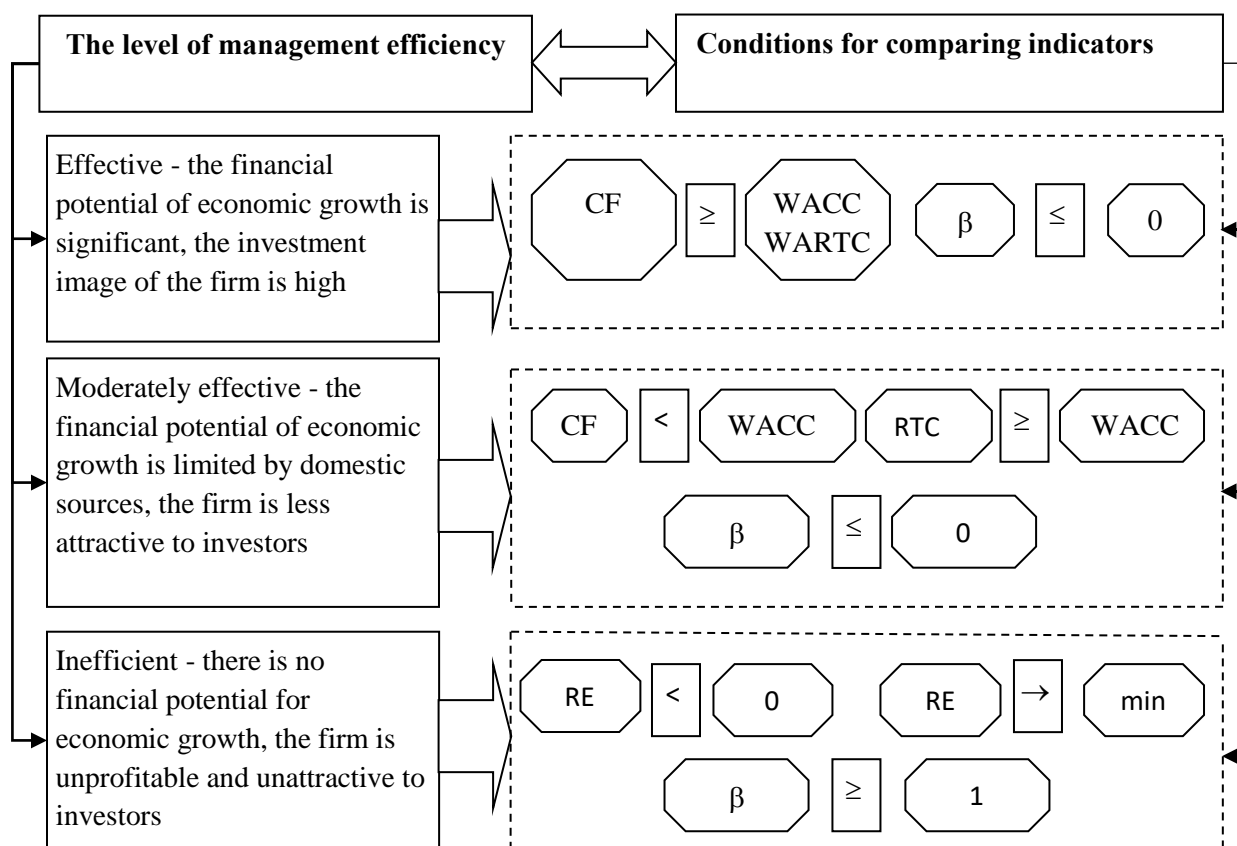 The level of management efficiency
Conditions for comparing indicators
Effective - the financial
potential of economic growth is
significant, the investment
image of the firm is high
CF ≥ WACC β ≤ 0
WARTC
Moderately effective - the
financial potential of economic
growth is limited by domestic
sources, the firm is less
attractive to investors
CF < WACC RTC ≥ WACC
β ≤ 0
Inefficient - there is no
financial potential for
economic growth, the firm is
unprofitable and unattractive to
investors
RE < 0 RE → min
β ≥ 1